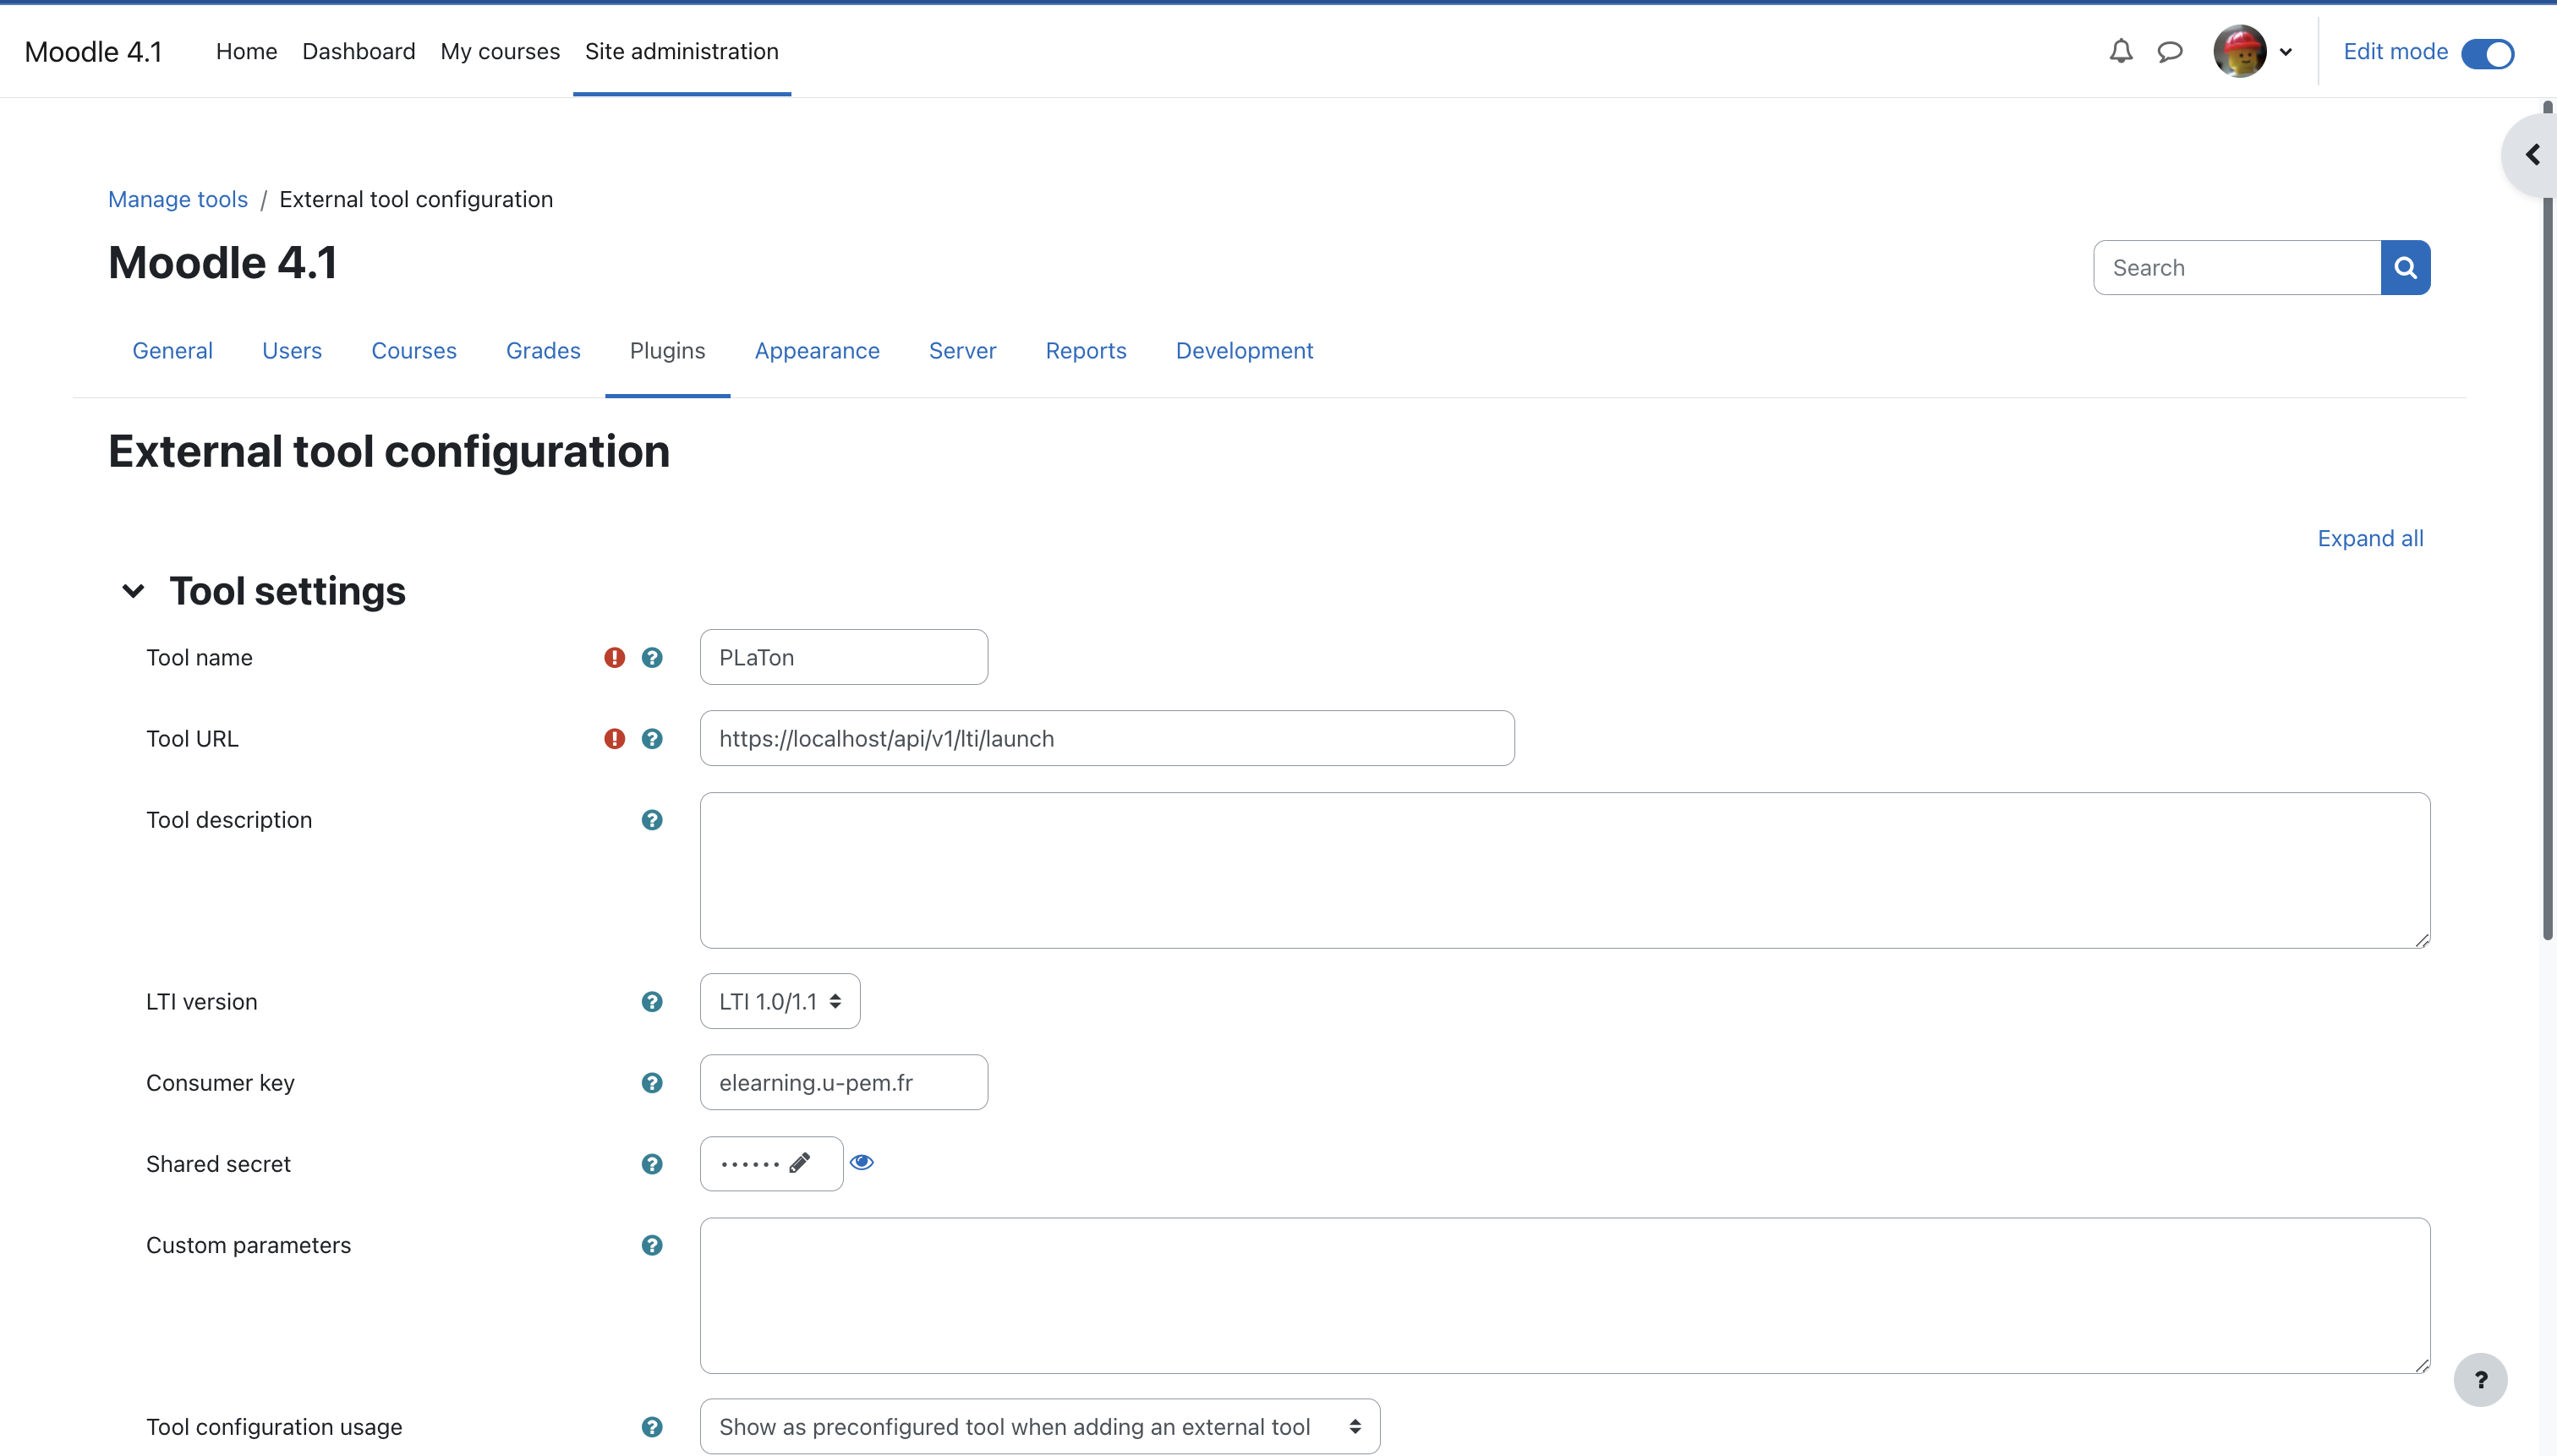 Moodle 4.1 Home Dashboard My courses Site administration Edit mode
Manage tools / External tool configuration
Moodle 4.1
Search
General Users Courses Grades Plugins Appearance Server Reports Development
External tool configuration
Expand all
Tool settings
Tool name ! ? PLaTon
Tool URL ! ? https://localhost/api/v1/lti/launch
Tool description ?
LTI version ? LTI 1.0/1.1
Consumer key ? elearning.u-pem.fr
Shared secret ? ······
Custom parameters ?
?
Tool configuration usage ? Show as preconfigured tool when adding an external tool